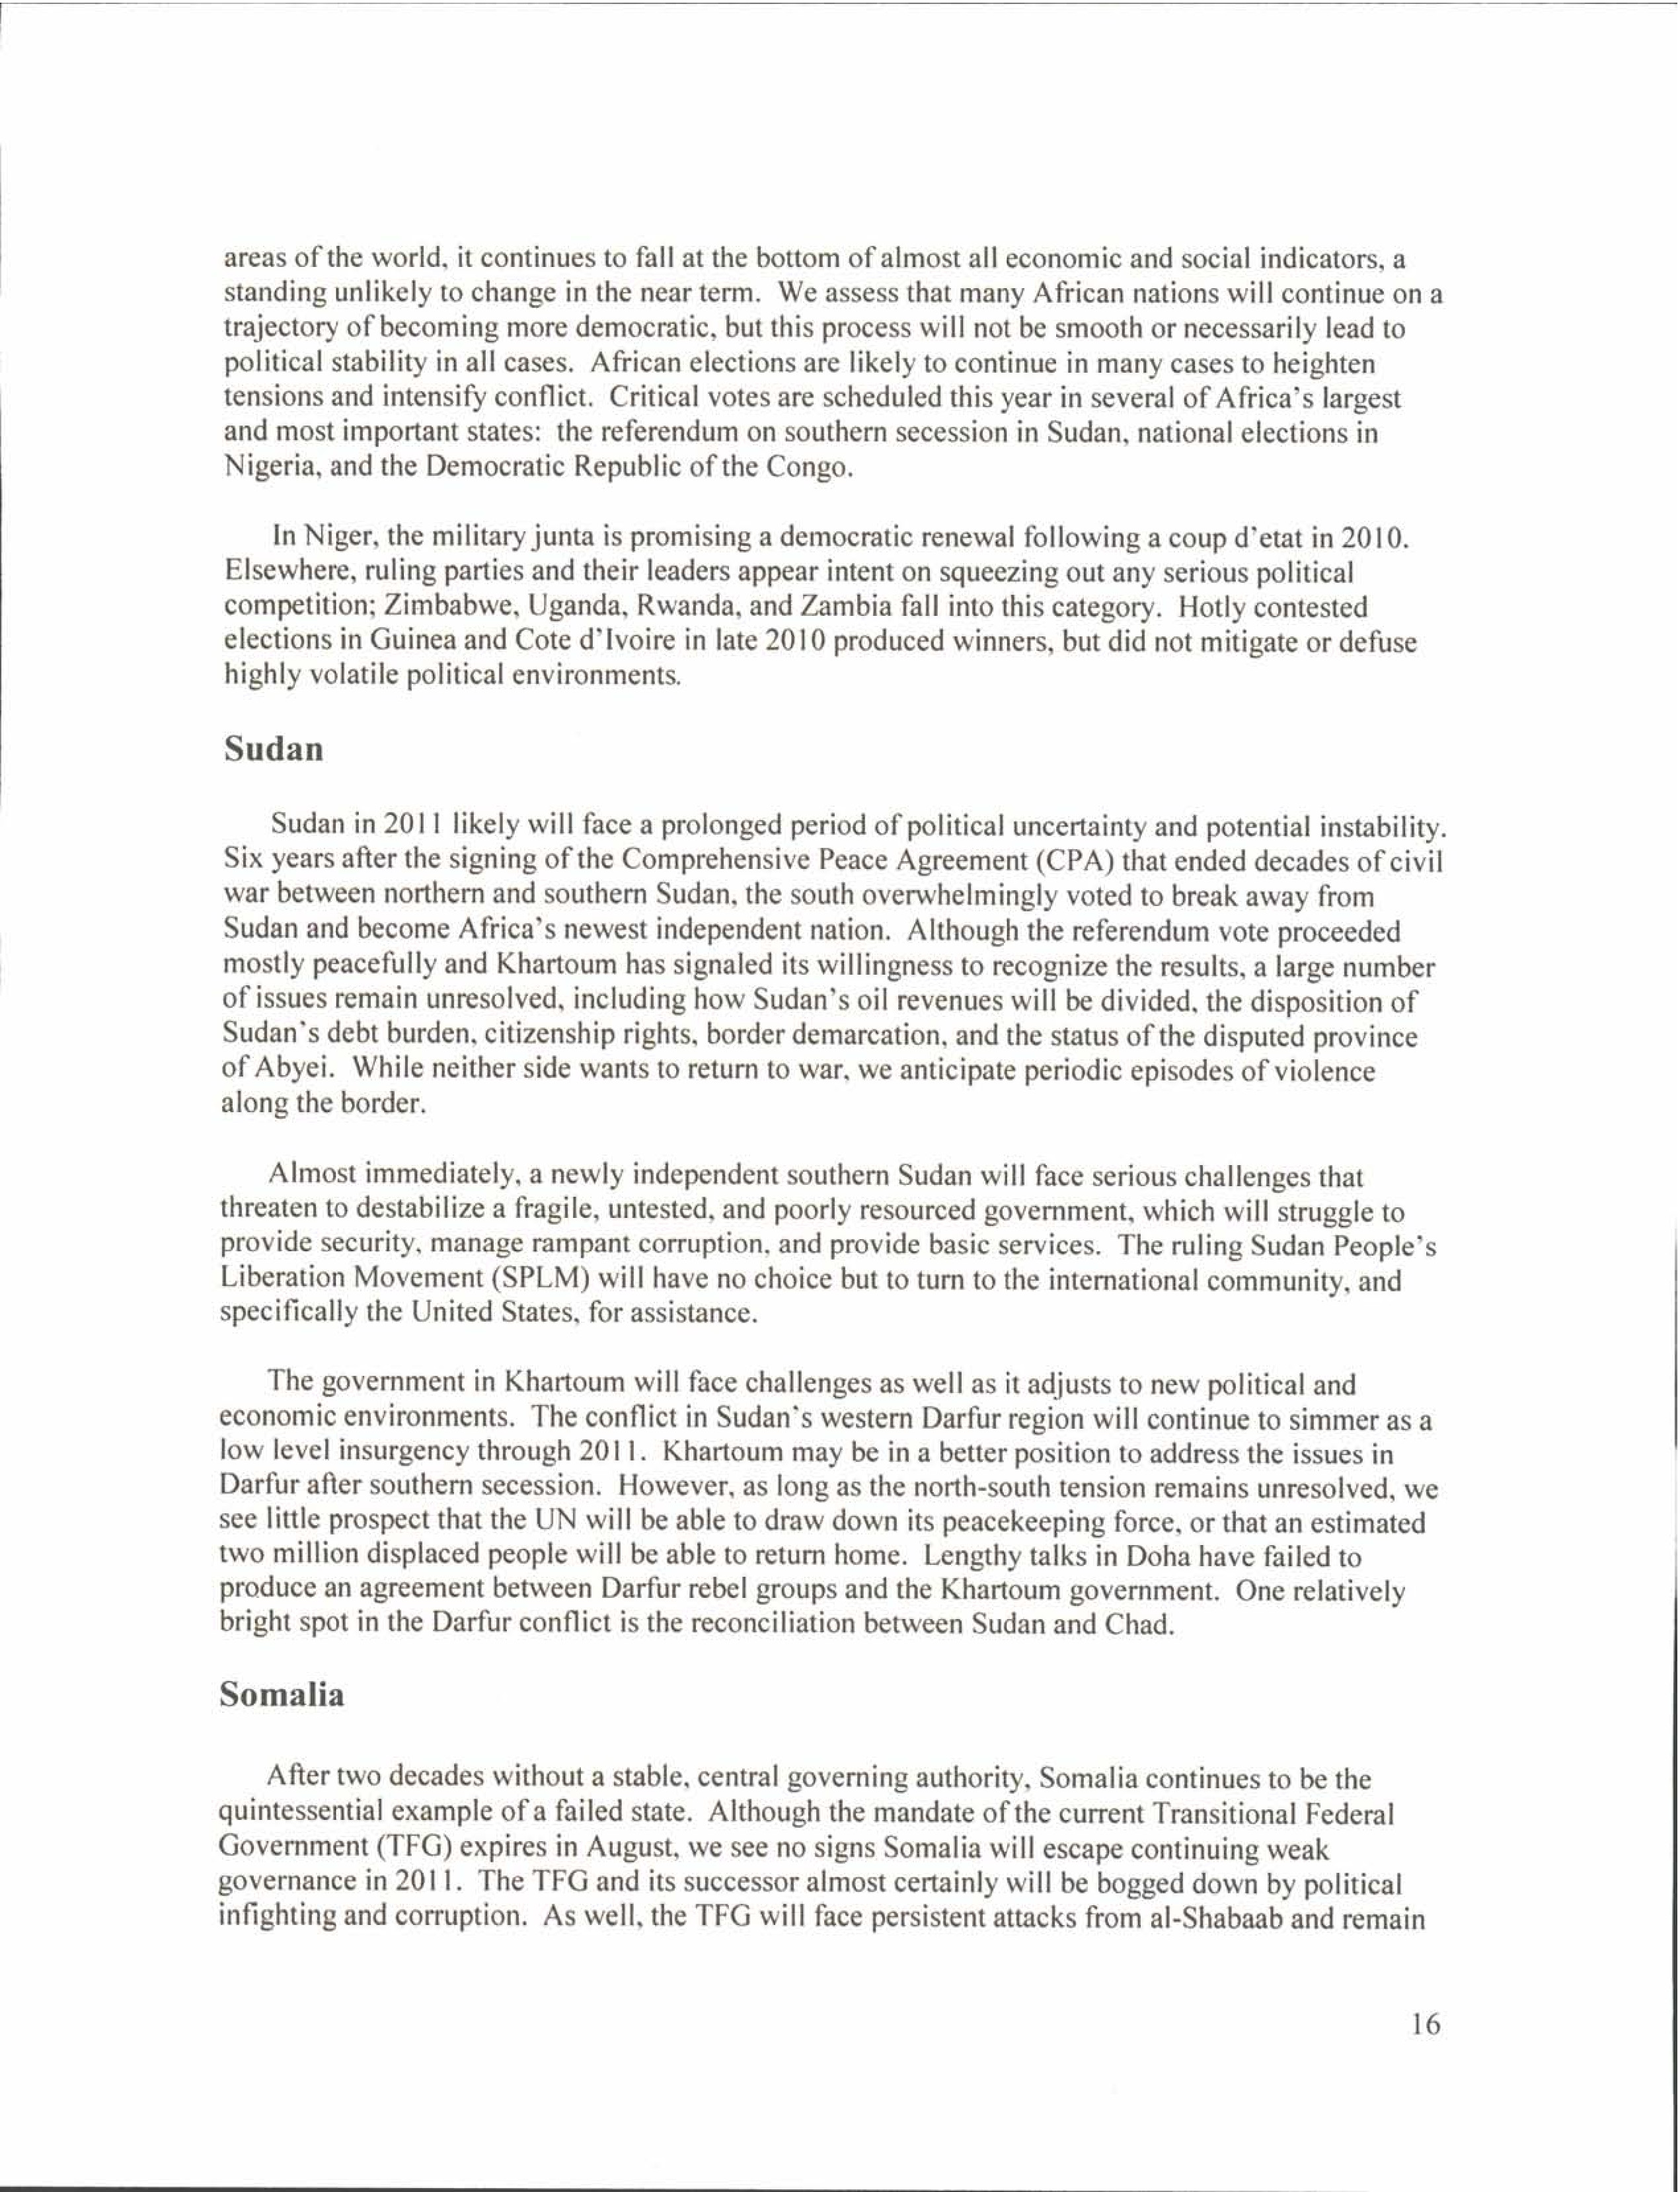 areas of the world, it continues to fall at the bottom of almost all economic and social indicators, a
standing unlikely to change in the near term.  We assess that many African nations will continue on a
trajectory of becoming more democratic, but this process will not be smooth or necessarily lead to
political stability in all cases.  African elections are likely to continue in many cases to heighten
tensions and intensify conflict.  Critical votes are scheduled this year in several of Africa's largest
and most important states:  the referendum on southern secession in Sudan, national elections in
Nigeria, and the Democratic Republic of the Congo.
In Niger, the military junta is promising a democratic renewal following a coup d'etat in 2010.
Elsewhere, ruling parties and their leaders appear intent on squeezing out any serious political
competition; Zimbabwe, Uganda, Rwanda, and Zambia fall into this category.  Hotly contested
elections in Guinea and Cote d'Ivoire in late 2010 produced winners, but did not mitigate or defuse
highly volatile political environments.
Sudan
Sudan in 2011 likely will face a prolonged period of political uncertainty and potential instability.
Six years after the signing of the Comprehensive Peace Agreement (CPA) that ended decades of civil
war between northern and southern Sudan, the south overwhelmingly voted to break away from
Sudan and become Africa's newest independent nation.  Although the referendum vote proceeded
mostly peacefully and Khartoum has signaled its willingness to recognize the results, a large number
of issues remain unresolved, including how Sudan's oil revenues will be divided, the disposition of
Sudan's debt burden, citizenship rights, border demarcation, and the status of the disputed province
of Abyei.  While neither side wants to return to war, we anticipate periodic episodes of violence
along the border.
Almost immediately, a newly independent southern Sudan will face serious challenges that
threaten to destabilize a fragile, untested, and poorly resourced government, which will struggle to
provide security, manage rampant corruption, and provide basic services.  The ruling Sudan People's
Liberation Movement (SPLM) will have no choice but to turn to the international community, and
specifically the United States, for assistance.
The government in Khartoum will face challenges as well as it adjusts to new political and
economic environments.  The conflict in Sudan's western Darfur region will continue to simmer as a
low level insurgency through 2011.  Khartoum may be in a better position to address the issues in
Darfur after southern secession.  However, as long as the north-south tension remains unresolved, we
see little prospect that the UN will be able to draw down its peacekeeping force, or that an estimated
two million displaced people will be able to return home.  Lengthy talks in Doha have failed to
produce an agreement between Darfur rebel groups and the Khartoum government.  One relatively
bright spot in the Darfur conflict is the reconciliation between Sudan and Chad.
Somalia
After two decades without a stable, central governing authority, Somalia continues to be the
quintessential example of a failed state.  Although the mandate of the current Transitional Federal
Government (TFG) expires in August, we see no signs Somalia will escape continuing weak
governance in 2011.  The TFG and its successor almost certainly will be bogged down by political
infighting and corruption.  As well, the TFG will face persistent attacks from al-Shabaab and remain
16